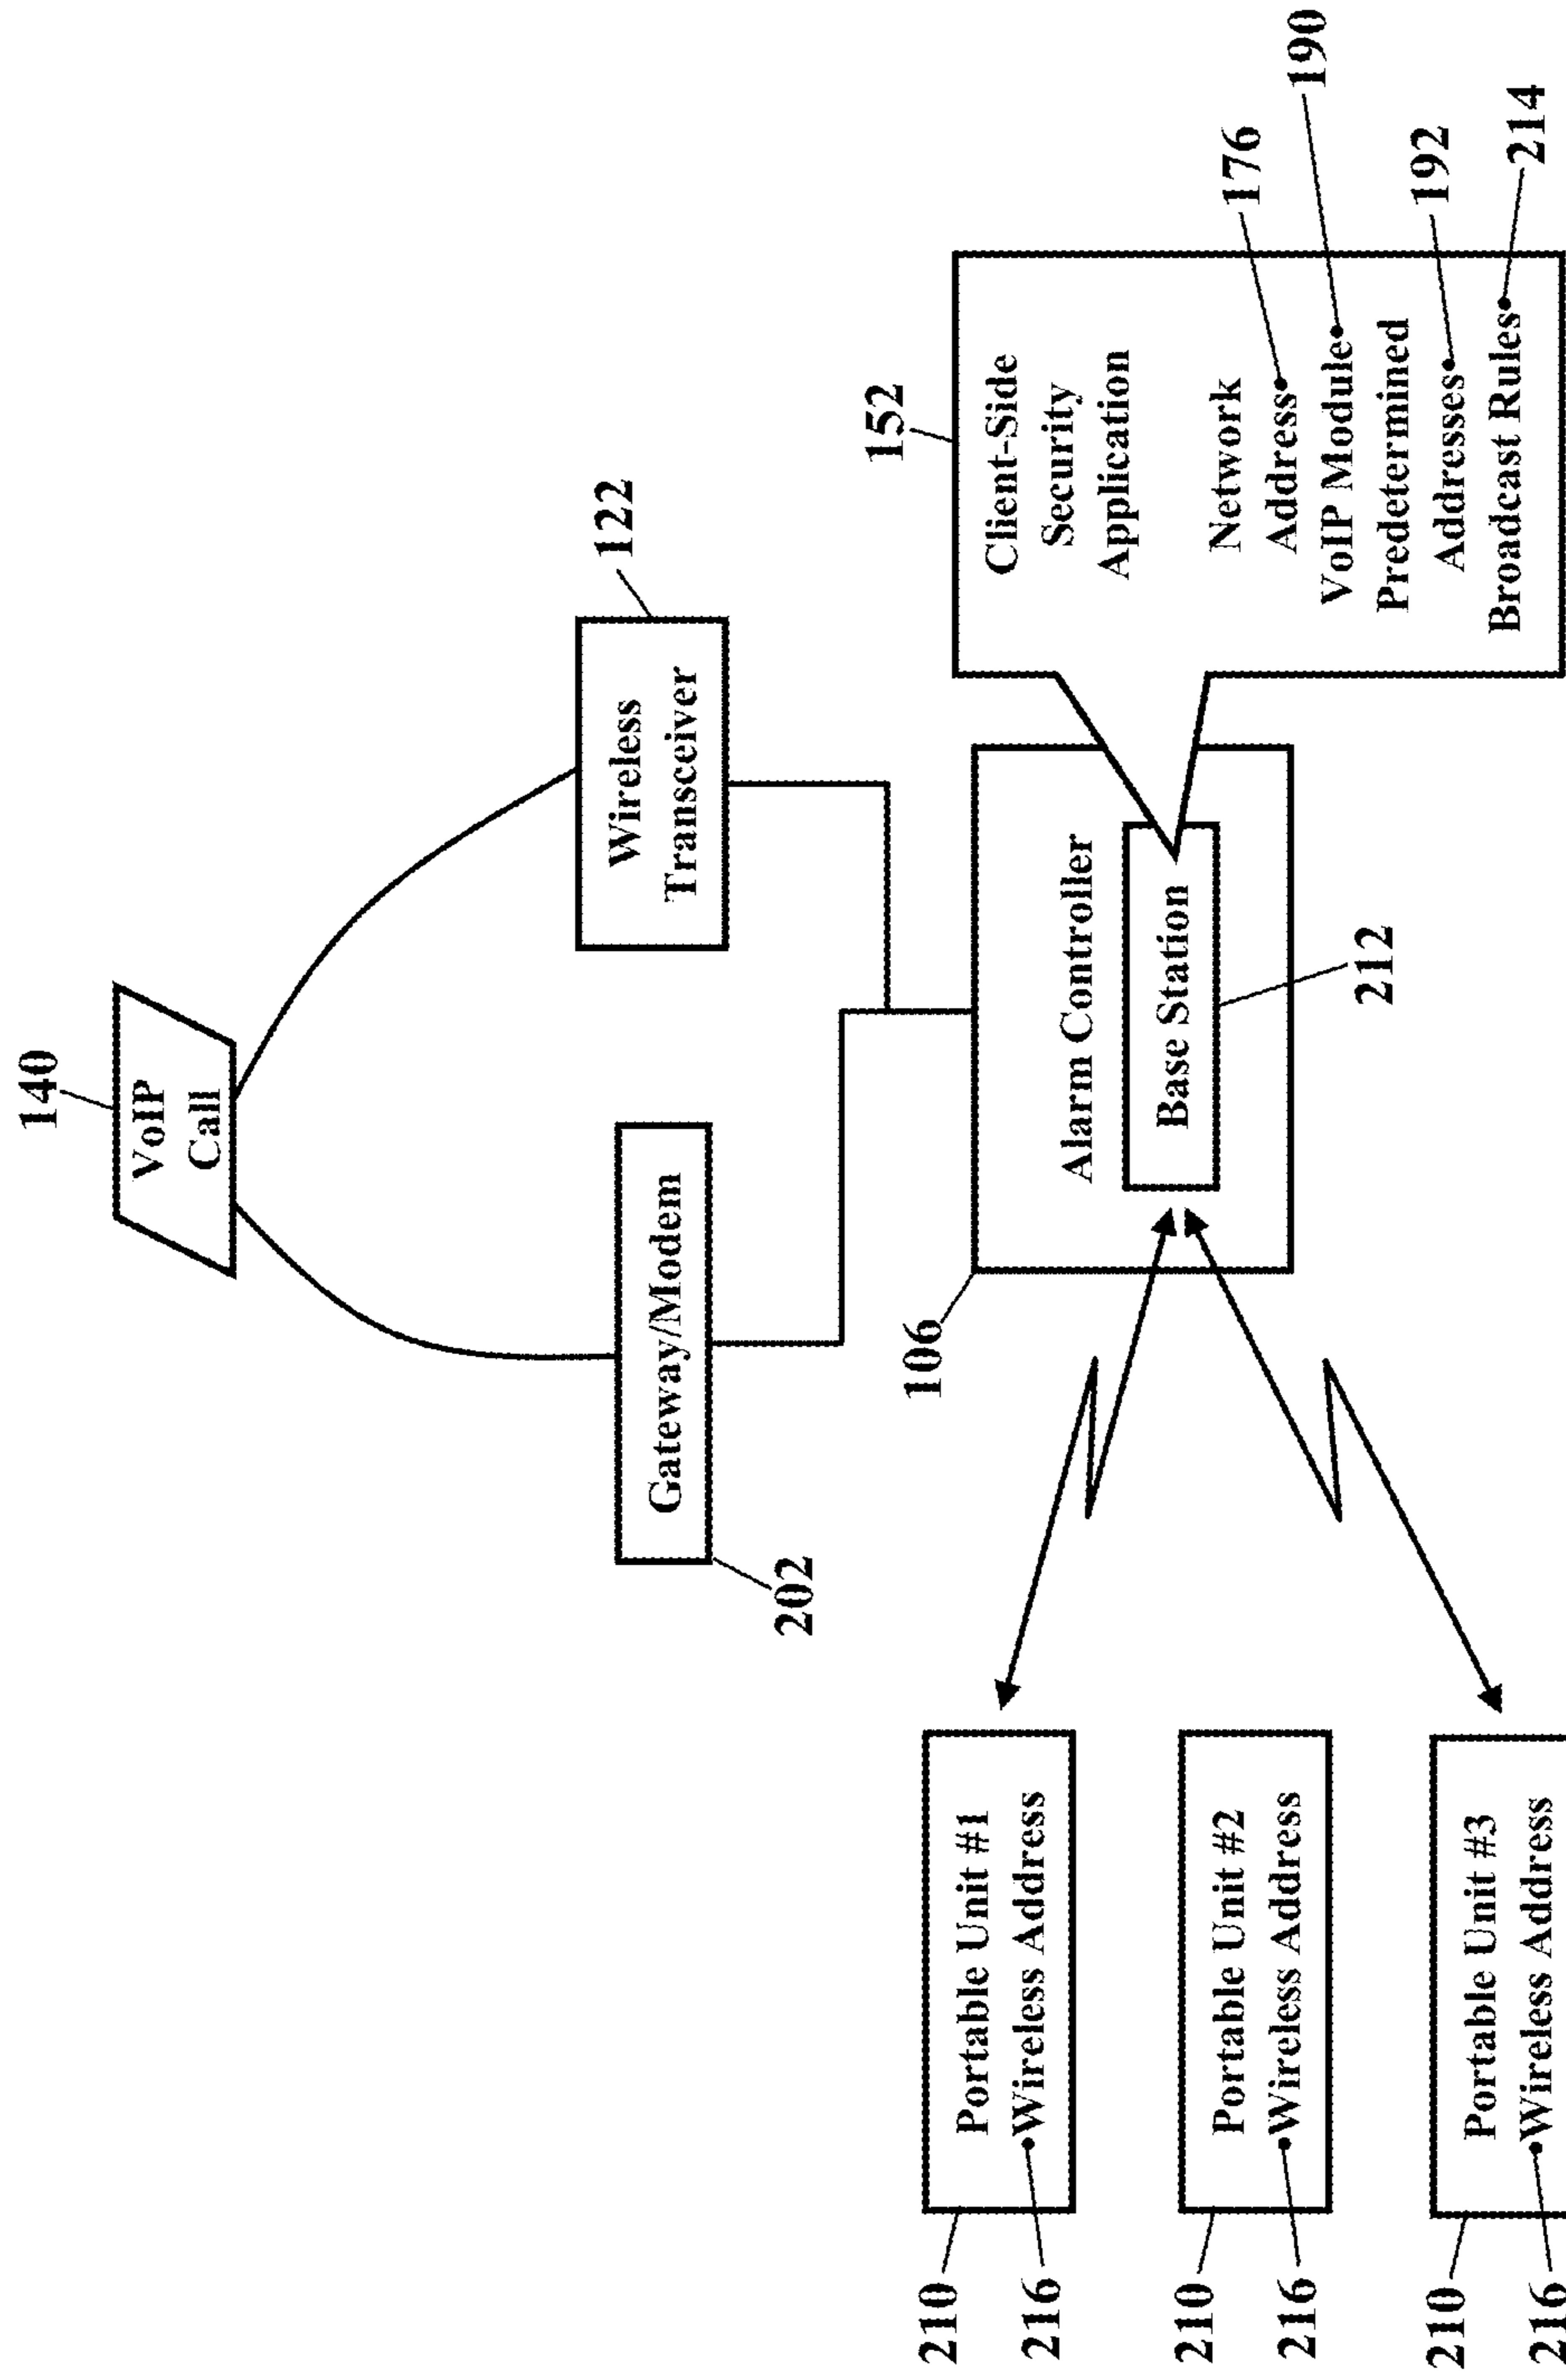 140
VoIP
Call
Wireless
Transceiver
122
Gateway/Modem
202
152
Client-Side
Security
Application
Network
Address
176
VoIP Module
190
Predetermined
Addresses
192
Broadcast Rules
214
106
Alarm Controller
Base Station
212
210
Portable Unit #1
216
Wireless Address
210
Portable Unit #2
216
Wireless Address
210
Portable Unit #3
216
Wireless Address